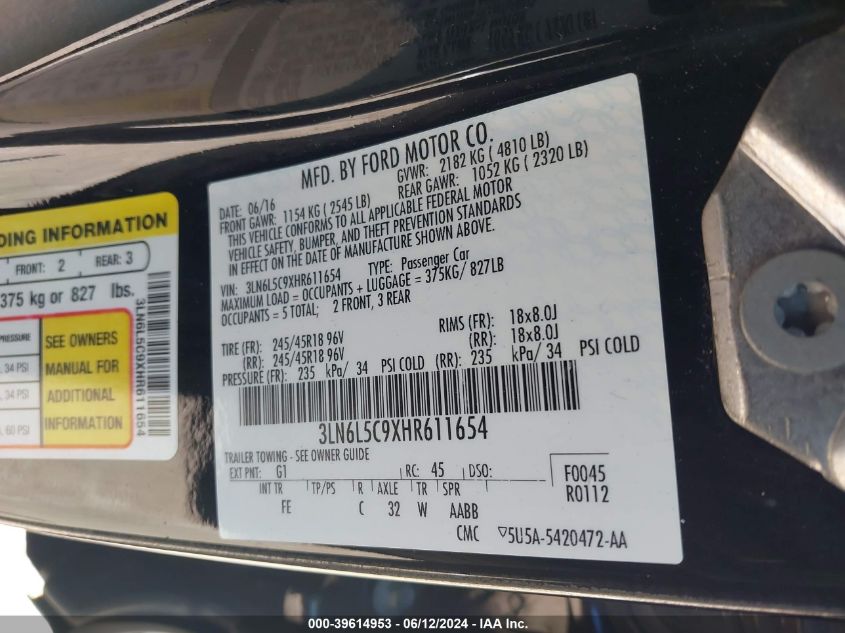 DING INFORMATION
FRONT: 2 REAR: 3
375 kg or 827 lbs.
PRESSURE
SEE OWNERS
MANUAL FOR
ADDITIONAL
INFORMATION
34 PSI
34 PSI
60 PSI
3LN6L5C9XHR611654
MFD. BY FORD MOTOR CO.
DATE: 06/16 GVWR: 2182 KG ( 4810 LB)
FRONT GAWR: 1154 KG ( 2545 LB) REAR GAWR: 1052 KG ( 2320 LB)
THIS VEHICLE CONFORMS TO ALL APPLICABLE FEDERAL MOTOR
VEHICLE SAFETY, BUMPER, AND THEFT PREVENTION STANDARDS
IN EFFECT ON THE DATE OF MANUFACTURE SHOWN ABOVE.
VIN: 3LN6L5C9XHR611654 TYPE: Passenger Car
MAXIMUM LOAD = OCCUPANTS + LUGGAGE = 375KG/ 827LB
OCCUPANTS = 5 TOTAL; 2 FRONT, 3 REAR
TIRE (FR): 245/45R18 96V RIMS (FR): 18x8.0J
(RR): 245/45R18 96V (RR): 18x8.0J
PRESSURE (FR): 235 kPa/ 34 PSI COLD (RR): 235 kPa/ 34 PSI COLD
3LN6L5C9XHR611654
TRAILER TOWING - SEE OWNER GUIDE
EXT PNT: G1 RC: 45 DSO: F0045
R0112
INT TR TP/PS R AXLE TR SPR
FE C 32 W AABB
CMC 5U5A-5420472-AA
000-39614953 - 06/12/2024 - IAA Inc.